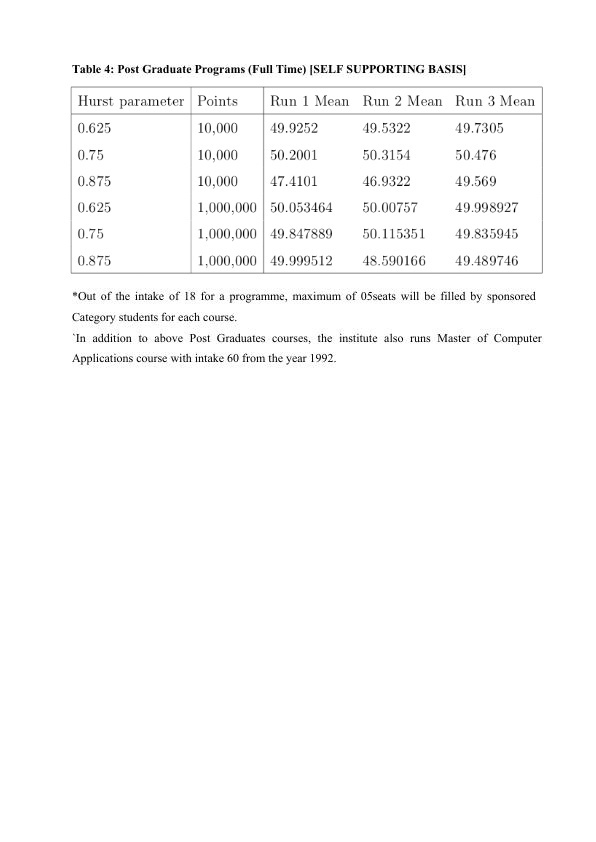 Table 4: Post Graduate Programs (Full Time) [SELF SUPPORTING BASIS]
Hurst parameter Points Run 1 Mean Run 2 Mean Run 3 Mean
0.625 10,000 49.9252 49.5322 49.7305
0.75 10,000 50.2001 50.3154 50.476
0.875 10,000 47.4101 46.9322 49.569
0.625 1,000,000 50.053464 50.00757 49.998927
0.75 1,000,000 49.847889 50.115351 49.835945
0.875 1,000,000 49.999512 48.590166 49.489746
*Out of the intake of 18 for a programme, maximum of 05seats will be filled by sponsored
Category students for each course.
`In addition to above Post Graduates courses, the institute also runs Master of Computer
Applications course with intake 60 from the year 1992.